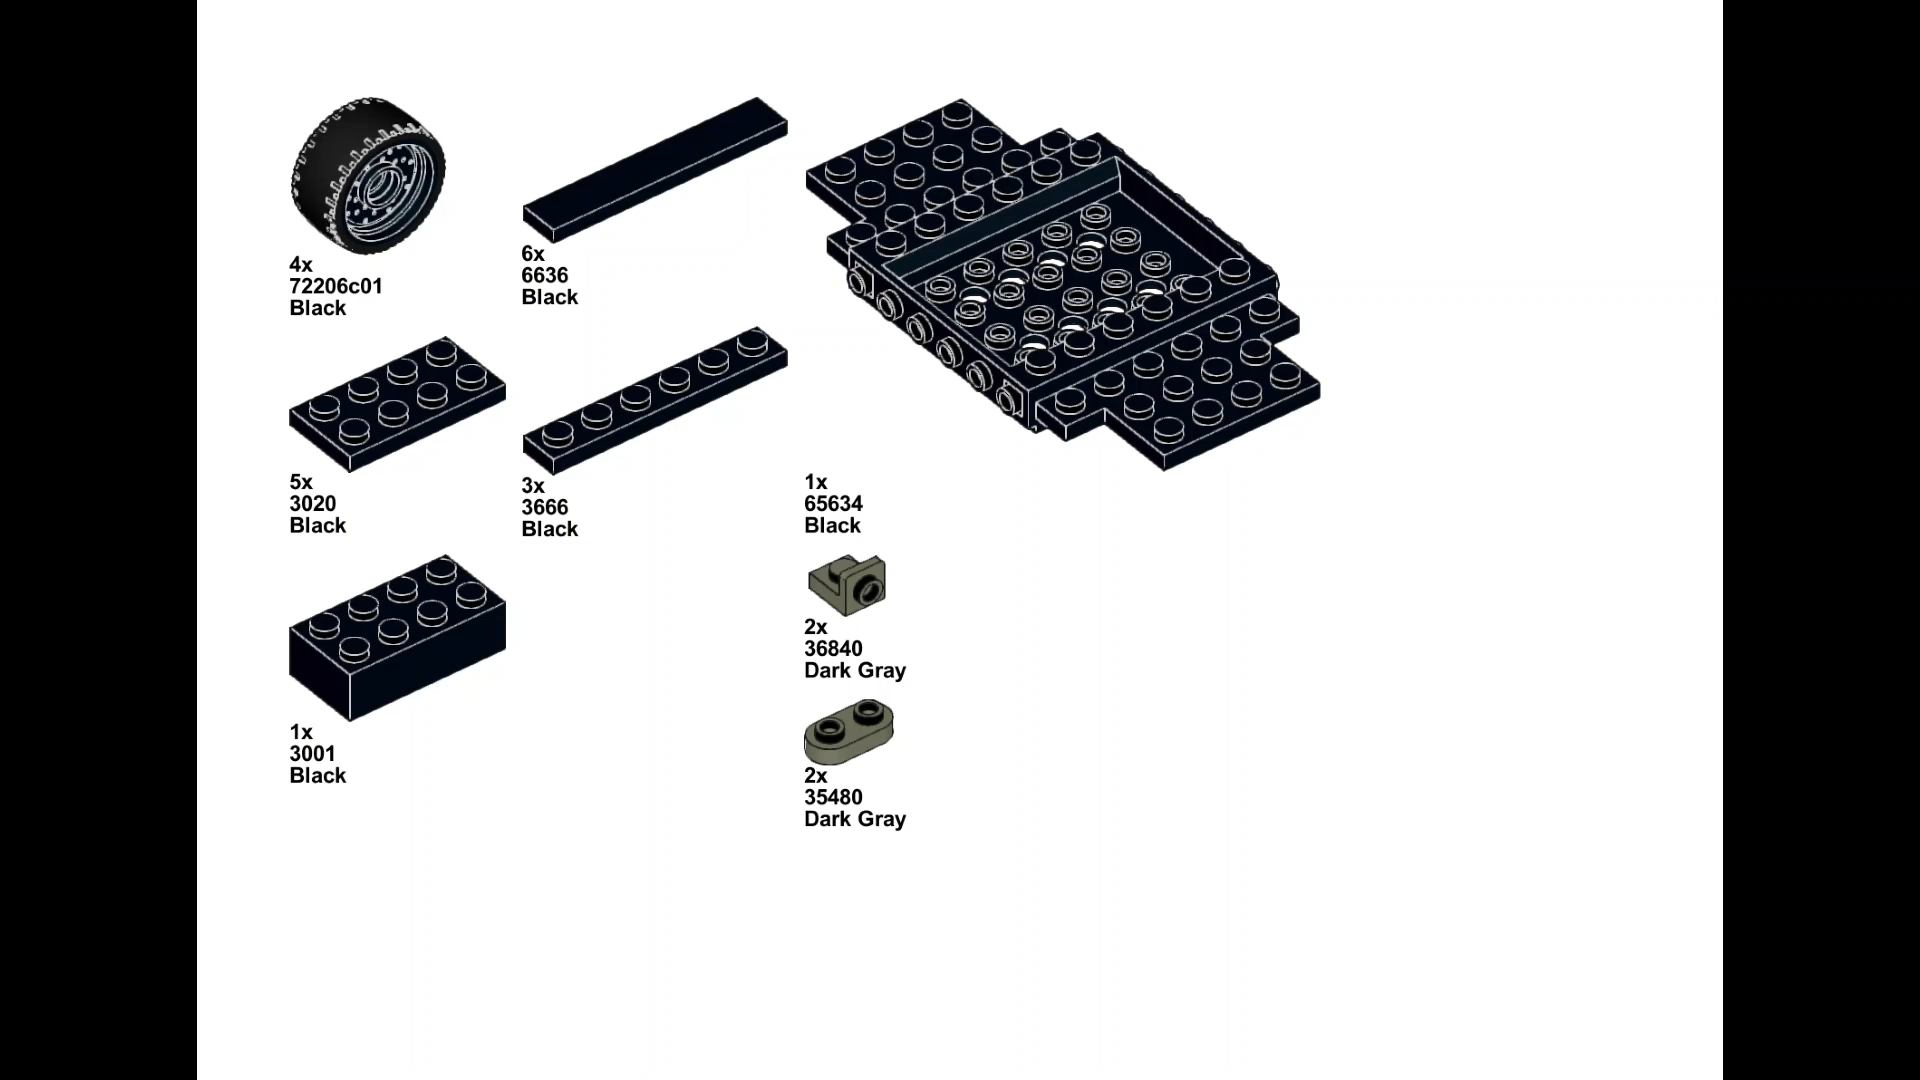 4x
72206c01
Black
6x
6636
Black
5x
3020
Black
3x
3666
Black
1x
65634
Black
1x
3001
Black
2x
36840
Dark Gray
2x
35480
Dark Gray